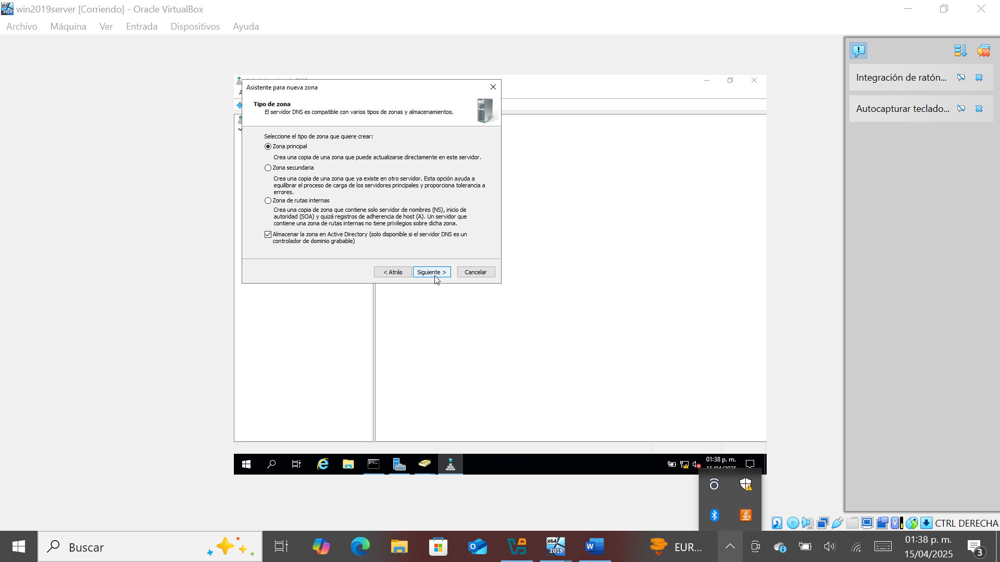 win2019server [Corriendo] - Oracle VirtualBox
Archivo Máquina Ver Entrada Dispositivos Ayuda
Integración de ratón...
Autocapturar teclado...
Asistente para nueva zona
Tipo de zona
El servidor DNS es compatible con varios tipos de zonas y almacenamientos.
Seleccione el tipo de zona que quiere crear:
Zona principal
Crea una copia de una zona que puede actualizarse directamente en este servidor.
Zona secundaria
Crea una copia de una zona que ya existe en otro servidor. Esta opción ayuda a
equilibrar el proceso de carga de los servidores principales y proporciona tolerancia a
errores.
Zona de rutas internas
Crea una copia de zona que contiene solo servidor de nombres (NS), inicio de
autoridad (SOA) y quizá registros de adherencia de host (A). Un servidor que
contiene una zona de rutas internas no tiene privilegios sobre dicha zona.
Almacenar la zona en Active Directory (solo disponible si el servidor DNS es un
controlador de dominio grabable)
< Atrás Siguiente > Cancelar
01:38 p. m.
15/04/2025
CTRL DERECHA
Buscar
EUR...
01:38 p. m.
15/04/2025
3